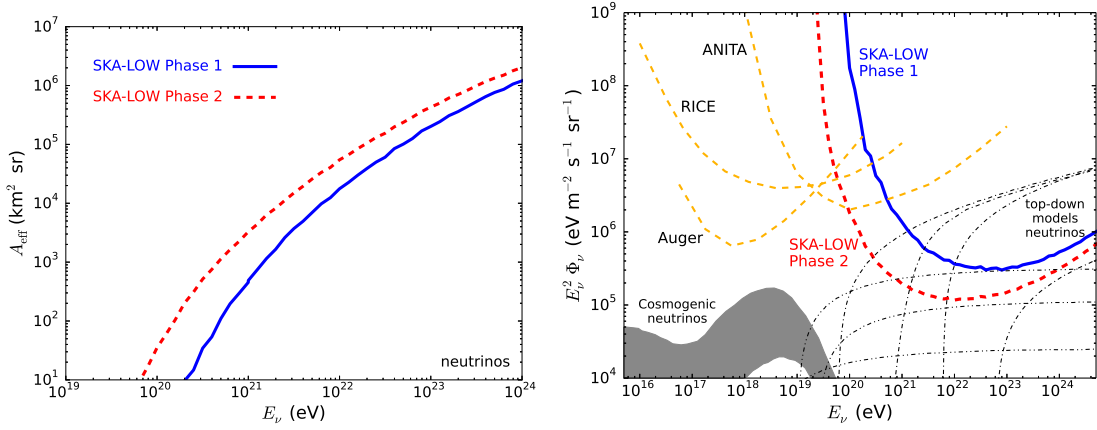 10^7
10^6
10^5
10^4
10^3
10^2
10^1
A_eff (km^2 sr)
SKA-LOW Phase 1
SKA-LOW Phase 2
neutrinos
10^19 10^20 10^21 10^22 10^23 10^24
E_ν (eV)
10^9
10^8
10^7
10^6
10^5
10^4
E_ν^2 Φ_ν (eV m^−2 s^−1 sr^−1)
ANITA
SKA-LOW
Phase 1
RICE
Auger
SKA-LOW
Phase 2
top-down
models
neutrinos
Cosmogenic
neutrinos
10^16 10^17 10^18 10^19 10^20 10^21 10^22 10^23 10^24
E_ν (eV)